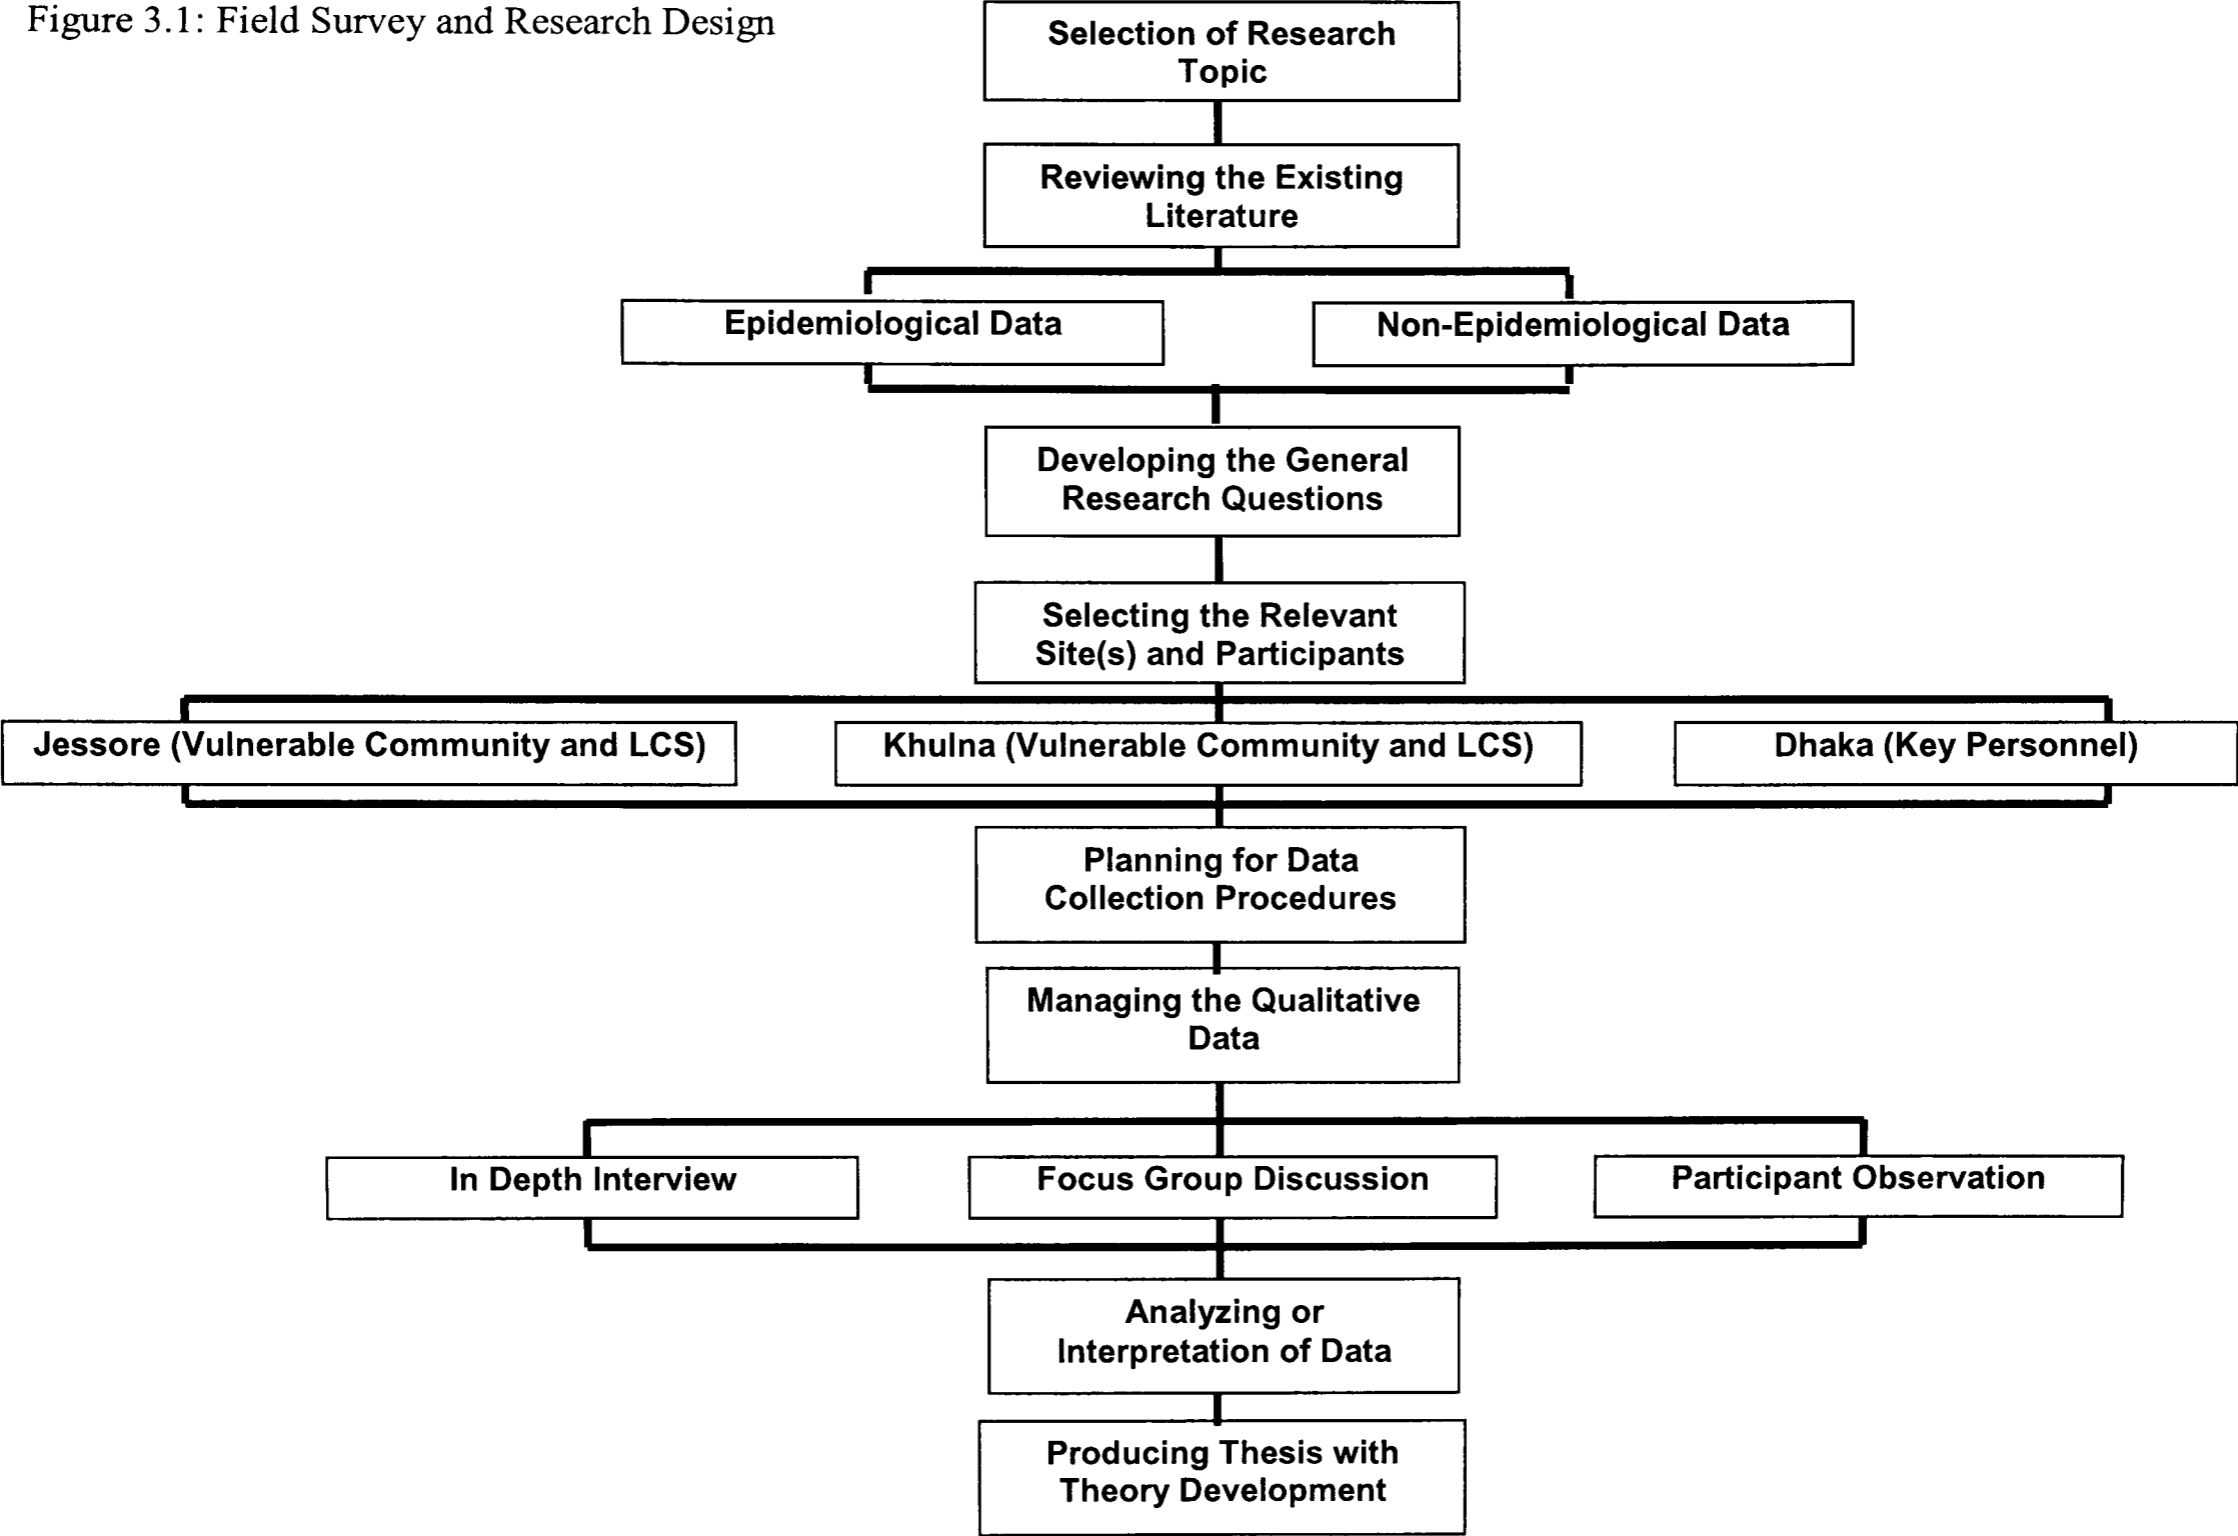 Figure 3.1: Field Survey and Research Design
Selection of Research
Topic
Reviewing the Existing
Literature
Epidemiological Data
Non-Epidemiological Data
Developing the General
Research Questions
Selecting the Relevant
Site(s) and Participants
Jessore (Vulnerable Community and LCS)
Khulna (Vulnerable Community and LCS)
Dhaka (Key Personnel)
Planning for Data
Collection Procedures
Managing the Qualitative
Data
In Depth Interview
Focus Group Discussion
Participant Observation
Analyzing or
Interpretation of Data
Producing Thesis with
Theory Development